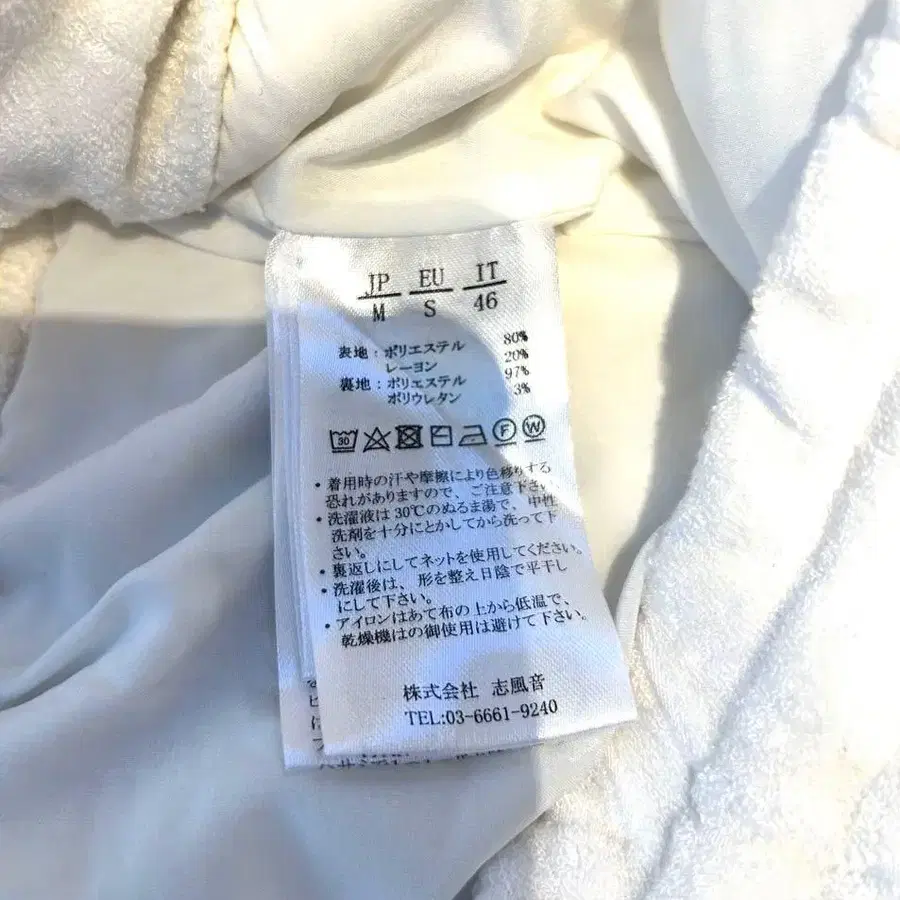 JP EU IT
M S 46
表地：ポリエステル 80%
レーヨン 20%
裏地：ポリエステル 97%
ポリウレタン 3%
30 F W
・着用時の汗や摩擦により色移りする
恐れがありますので、ご注意下さい。
・洗濯液は30℃のぬるま湯で、中性
洗剤を十分にとかしてから洗って下
さい。
・裏返しにしてネットを使用してください。
・洗濯後は、形を整え日陰で平干し
にして下さい。
・アイロンはあて布の上から低温で、
乾燥機はの御使用は避けて下さい。
株式会社 志風音
TEL:03-6661-9240